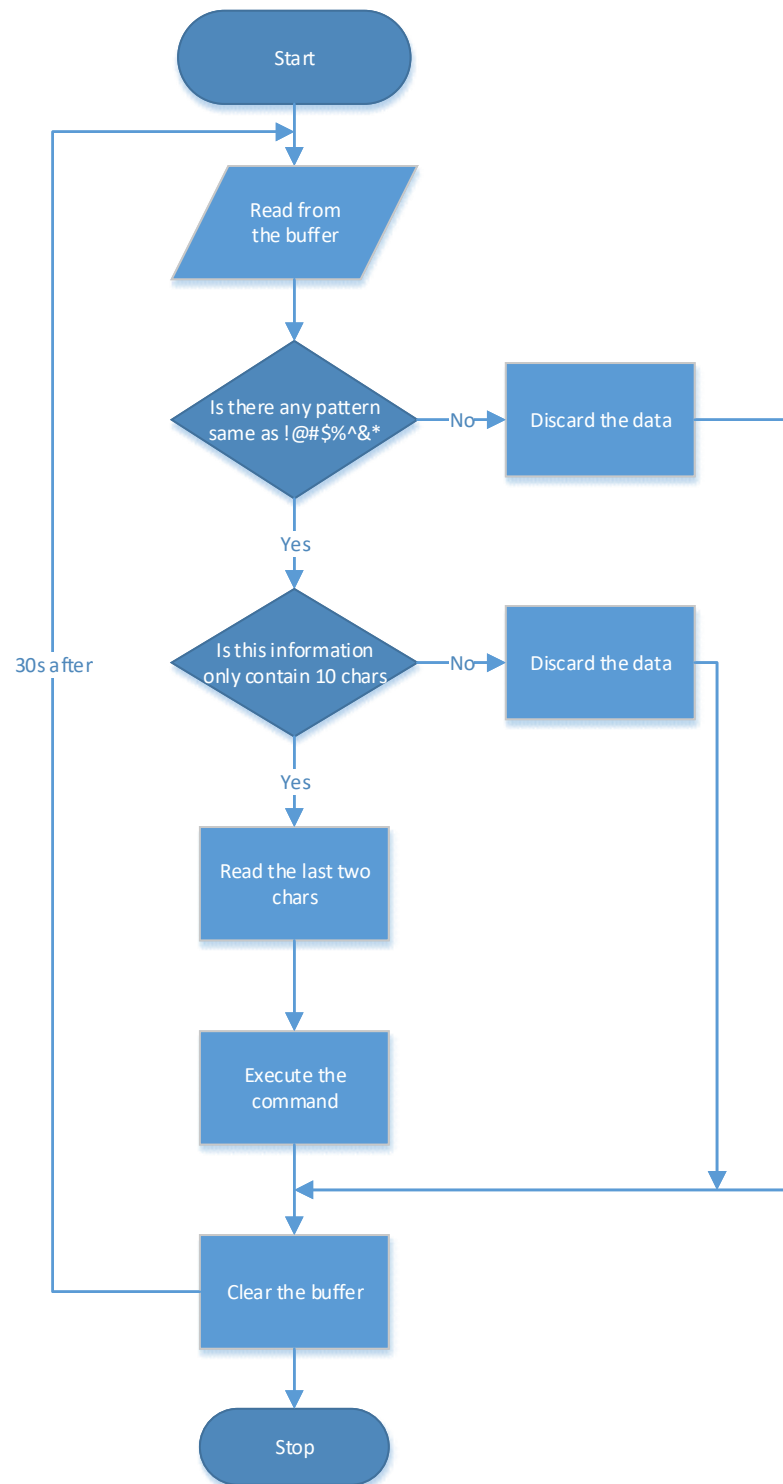 Start
Read from
the buffer
Is there any pattern
same as !@#$%^&*
No
Discard the data
Yes
Is this information
only contain 10 chars
No
Discard the data
30s after
Yes
Read the last two
chars
Execute the
command
Clear the buffer
Stop